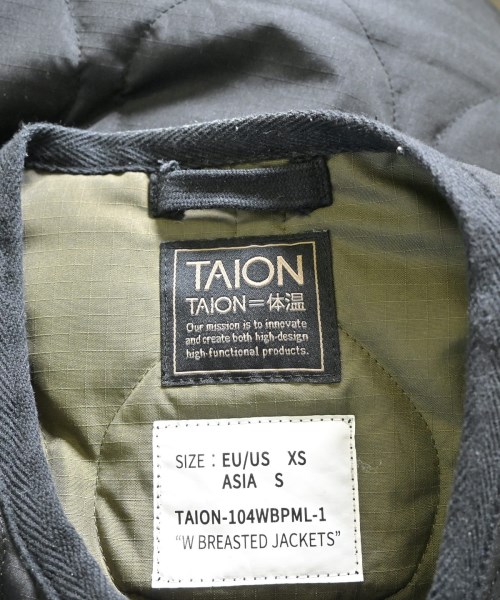 TAION
TAION=体温
Our mission is to innovate
and create both high-design
high-functional products.
SIZE : EU/US XS
ASIA S
TAION-104WBPML-1
"W BREASTED JACKETS"